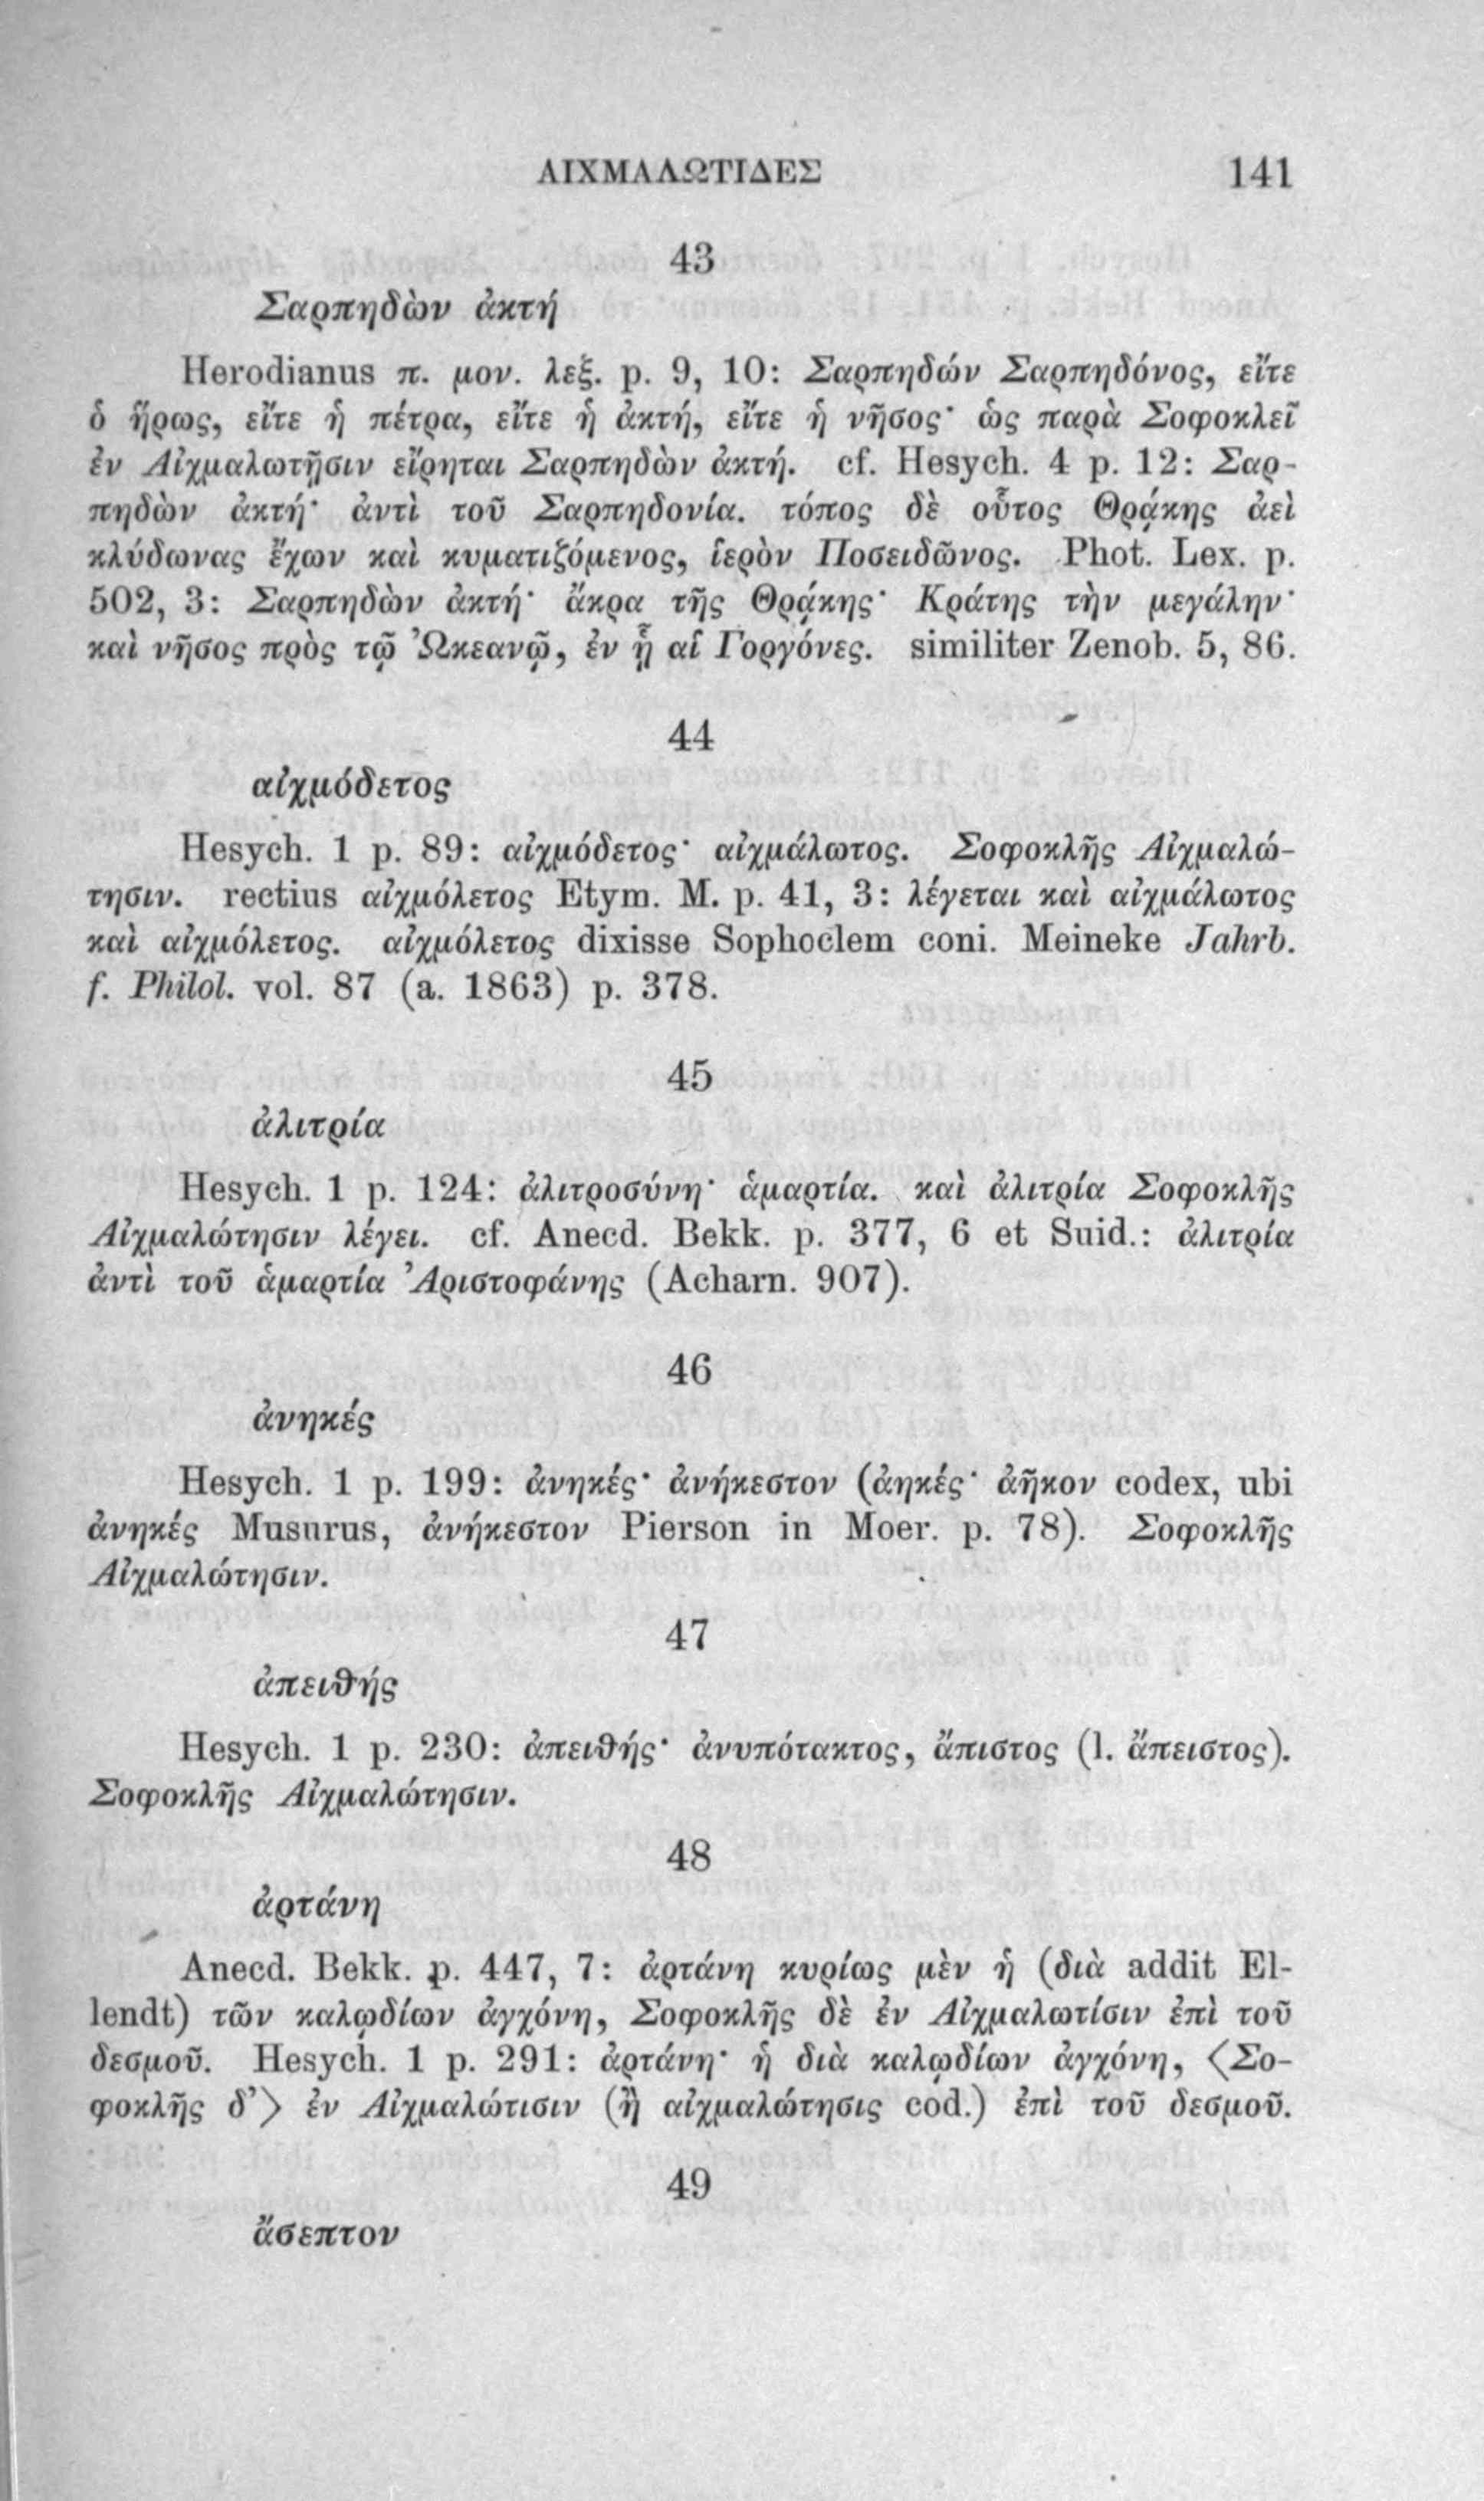 ΑΙΧΜΑΛΩΤΙΔΕΣ 141
43
Σαρπηδὼν ἀκτή
Herodianus π. μον. λεξ. p. 9, 10: Σαρπηδών Σαρπηδόνος, εἴτε
ὁ ἥρως, εἴτε ἡ πέτρα, εἴτε ἡ ἀκτή, εἴτε ἡ νῆσος· ὡς παρὰ Σοφοκλεῖ
ἐν Αἰχμαλωτῇσιν εἴρηται Σαρπηδὼν ἀκτή. cf. Hesych. 4 p. 12: Σαρ-
πηδὼν ἀκτή· ἀντὶ τοῦ Σαρπηδονία. τόπος δὲ οὗτος Θρᾴκης ἀεὶ
κλύδωνας ἔχων καὶ κυματιζόμενος, ἱερὸν Ποσειδῶνος. Phot. Lex. p.
502, 3: Σαρπηδὼν ἀκτή· ἄκρα τῆς Θρᾴκης· Κράτης τὴν μεγάλην·
καὶ νῆσος πρὸς τῷ Ὠκεανῷ, ἐν ᾗ αἱ Γοργόνες. similiter Zenob. 5, 86.
44
αἰχμόδετος
Hesych. 1 p. 89: αἰχμόδετος· αἰχμάλωτος. Σοφοκλῆς Αἰχμαλώ-
τησιν. rectius αἰχμόλετος Etym. M. p. 41, 3: λέγεται καὶ αἰχμάλωτος
καὶ αἰχμόλετος. αἰχμόλετος dixisse Sophoclem coni. Meineke Jahrb.
f. Philol. vol. 87 (a. 1863) p. 378.
45
ἀλιτρία
Hesych. 1 p. 124: ἀλιτροσύνη· ἁμαρτία. καὶ ἀλιτρία Σοφοκλῆς
Αἰχμαλώτησιν λέγει. cf. Anecd. Bekk. p. 377, 6 et Suid.: ἀλιτρία
ἀντὶ τοῦ ἁμαρτία Ἀριστοφάνης (Acharn. 907).
46
ἀνηκές
Hesych. 1 p. 199: ἀνηκές· ἀνήκεστον (ἀηκές· ἀῆκον codex, ubi
ἀνηκές Musurus, ἀνήκεστον Pierson in Moer. p. 78). Σοφοκλῆς
Αἰχμαλώτησιν.
47
ἀπειθής
Hesych. 1 p. 230: ἀπειθής· ἀνυπότακτος, ἄπιστος (l. ἄπειστος).
Σοφοκλῆς Αἰχμαλώτησιν.
48
ἀρτάνη
Anecd. Bekk. p. 447, 7: ἀρτάνη κυρίως μὲν ἡ (διὰ addit El-
lendt) τῶν καλῳδίων ἀγχόνη, Σοφοκλῆς δὲ ἐν Αἰχμαλωτίσιν ἐπὶ τοῦ
δεσμοῦ. Hesych. 1 p. 291: ἀρτάνη· ἡ διὰ καλῳδίων ἀγχόνη, ⟨Σο-
φοκλῆς δ’⟩ ἐν Αἰχμαλώτισιν (ἢ αἰχμαλώτησις cod.) ἐπὶ τοῦ δεσμοῦ.
49
ἄσεπτον